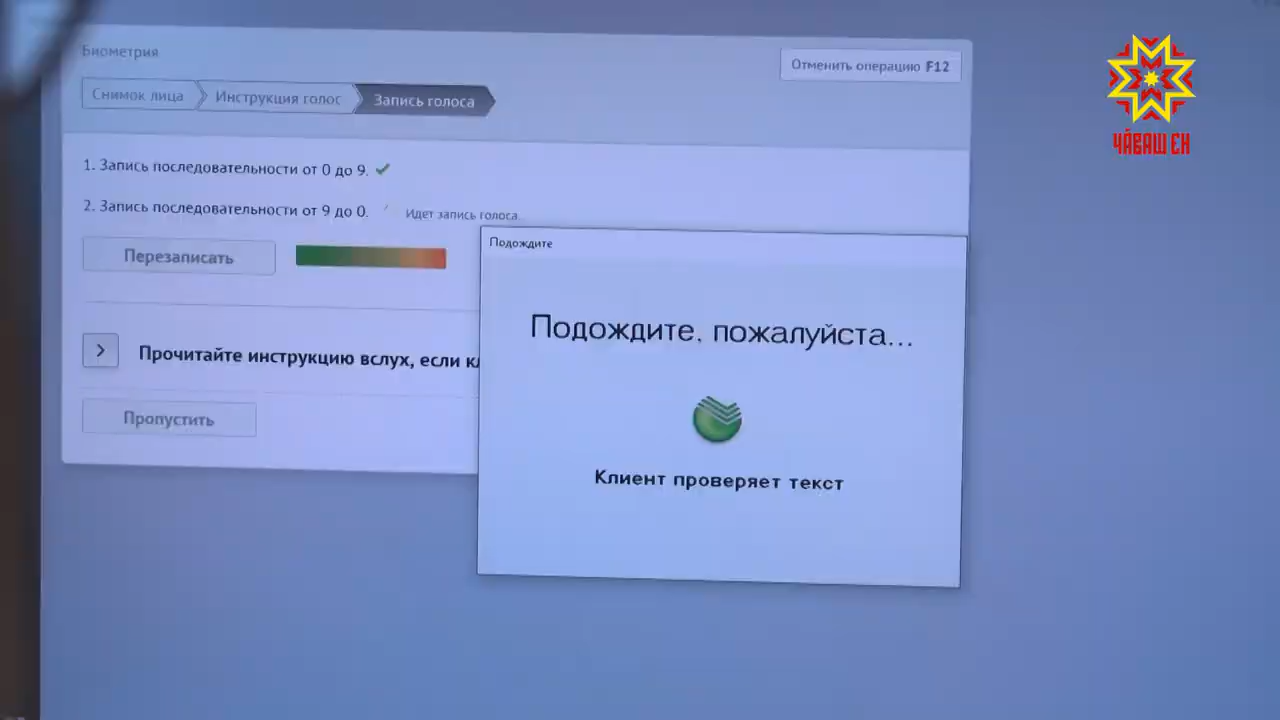 Биометрия
Отменить операцию F12
Снимок лица
Инструкция голос
Запись голоса
1. Запись последовательности от 0 до 9.
2. Запись последовательности от 9 до 0.
Идет запись голоса
Перезаписать
Прочитайте инструкцию вслух, если
Пропустить
Подождите
Подождите, пожалуйста...
Клиент проверяет текст
ЧӐВАШ ЕН